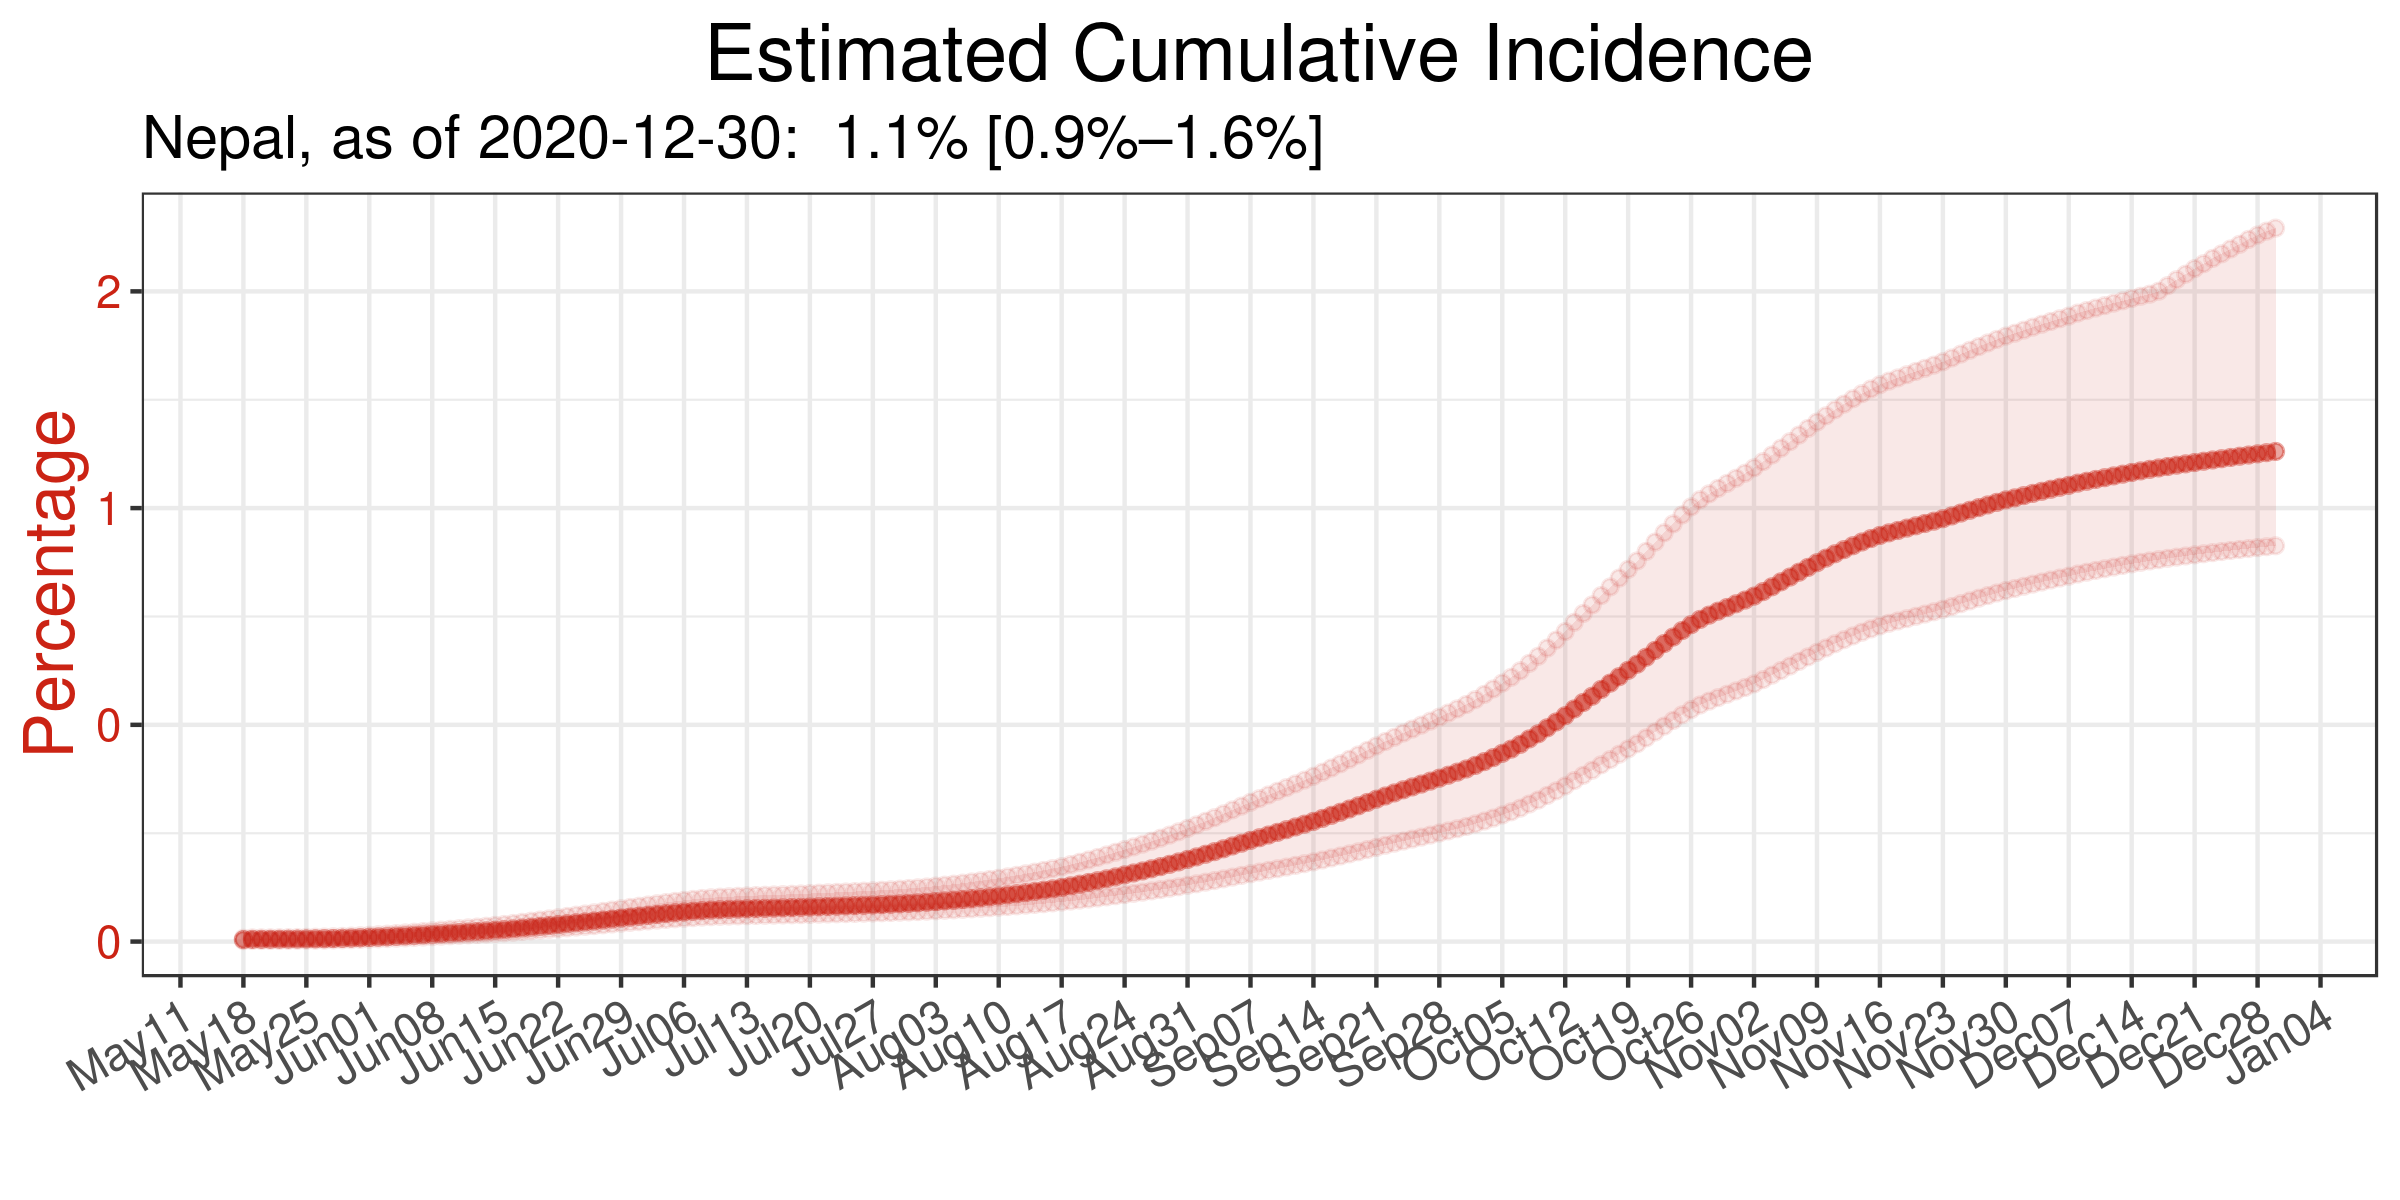 Estimated Cumulative Incidence
Nepal, as of 2020-12-30:  1.1% [0.9%–1.6%]
Percentage
2
1
0
0
May11
May18
May25
Jun01
Jun08
Jun15
Jun22
Jun29
Jul06
Jul13
Jul20
Jul27
Aug03
Aug10
Aug17
Aug24
Aug31
Sep07
Sep14
Sep21
Sep28
Oct05
Oct12
Oct19
Oct26
Nov02
Nov09
Nov16
Nov23
Nov30
Dec07
Dec14
Dec21
Dec28
Jan04